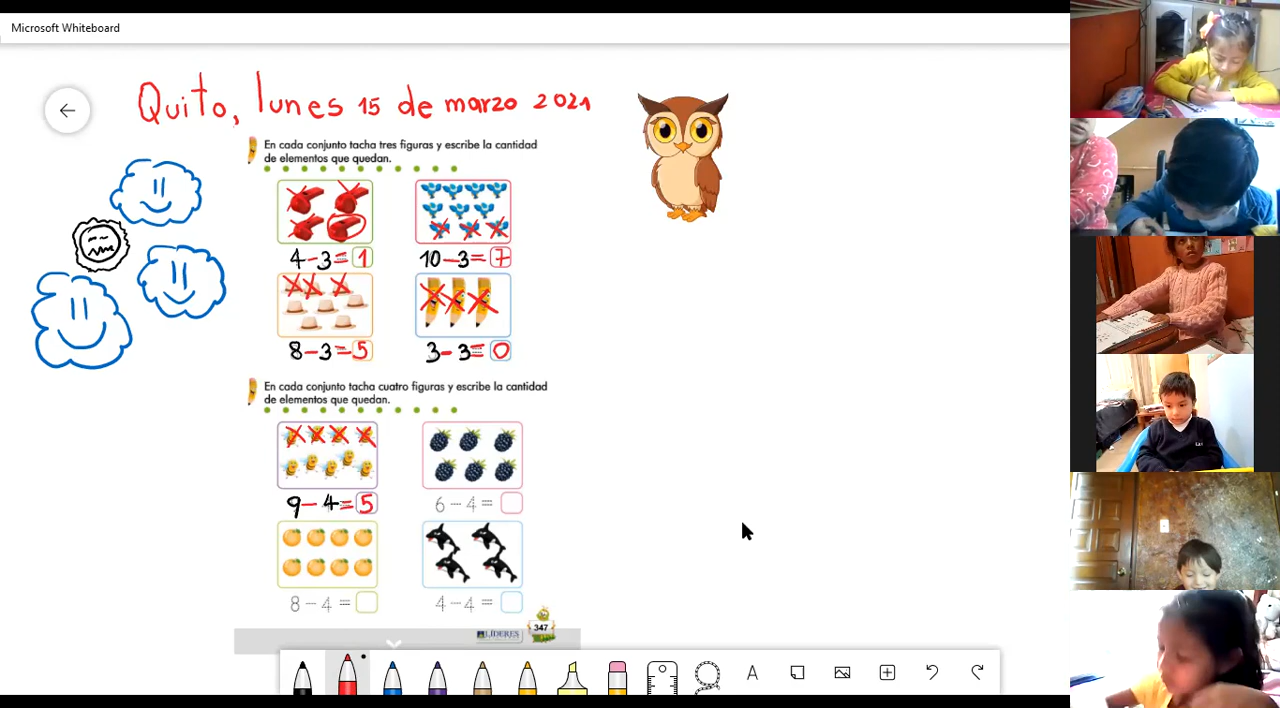 Microsoft Whiteboard
Quito, lunes 15 de marzo 2021
En cada conjunto tacha tres figuras y escribe la cantidad
de elementos que quedan.
4-3=1
10-3=7
8-3=5
3-3=0
En cada conjunto tacha cuatro figuras y escribe la cantidad
de elementos que quedan.
9-4=5
6-4=
8-4=
4-4=
LÍDERES
347
A